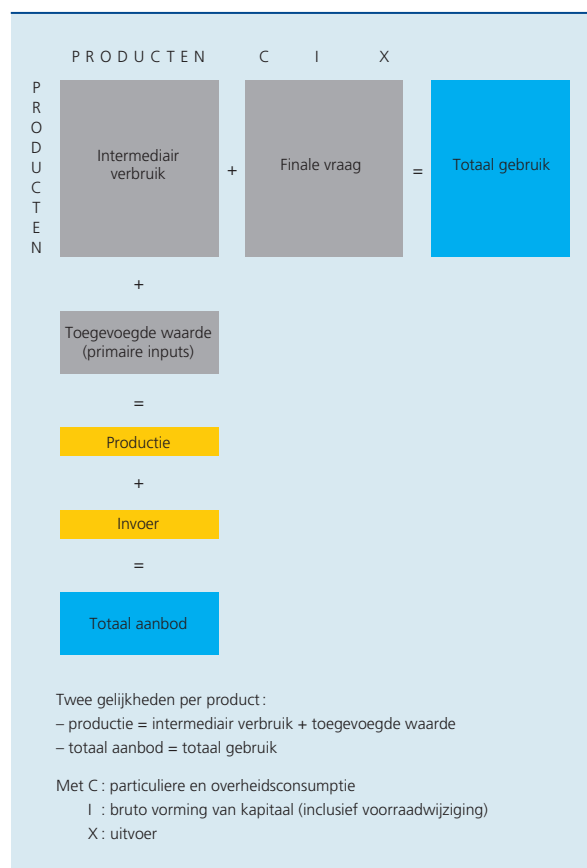 PRODUCTEN C I X
PRODUCTEN
Intermediair
verbruik
+
Finale vraag
=
Totaal gebruik
+
Toegevoegde waarde
(primaire inputs)
=
Productie
+
Invoer
=
Totaal aanbod
Twee gelijkheden per product :
– productie = intermediair verbruik + toegevoegde waarde
– totaal aanbod = totaal gebruik
Met C : particuliere en overheidsconsumptie
I : bruto vorming van kapitaal (inclusief voorraadwijziging)
X : uitvoer